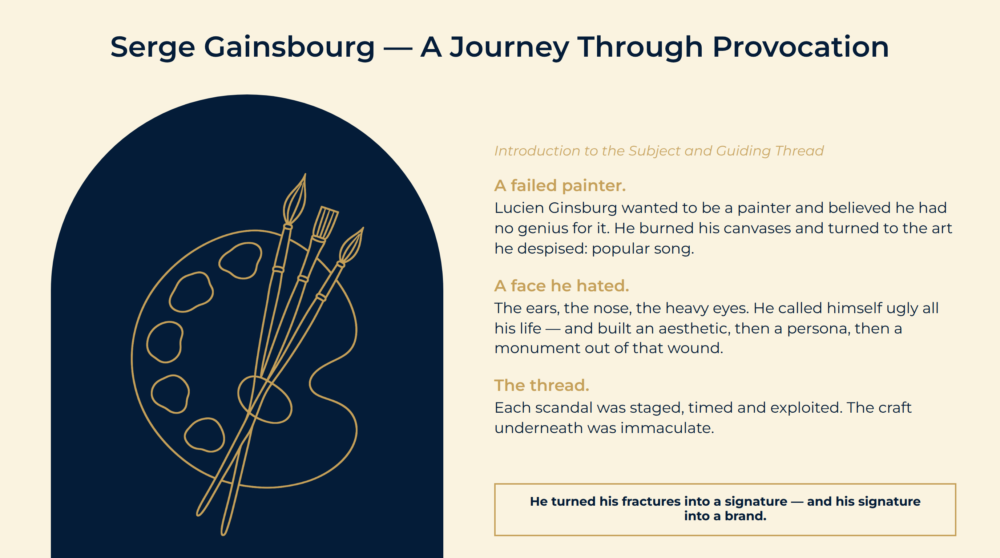 Serge Gainsbourg — A Journey Through Provocation
Introduction to the Subject and Guiding Thread
A failed painter.
Lucien Ginsburg wanted to be a painter and believed he had
no genius for it. He burned his canvases and turned to the art
he despised: popular song.
A face he hated.
The ears, the nose, the heavy eyes. He called himself ugly all
his life — and built an aesthetic, then a persona, then a
monument out of that wound.
The thread.
Each scandal was staged, timed and exploited. The craft
underneath was immaculate.
He turned his fractures into a signature — and his signature
into a brand.